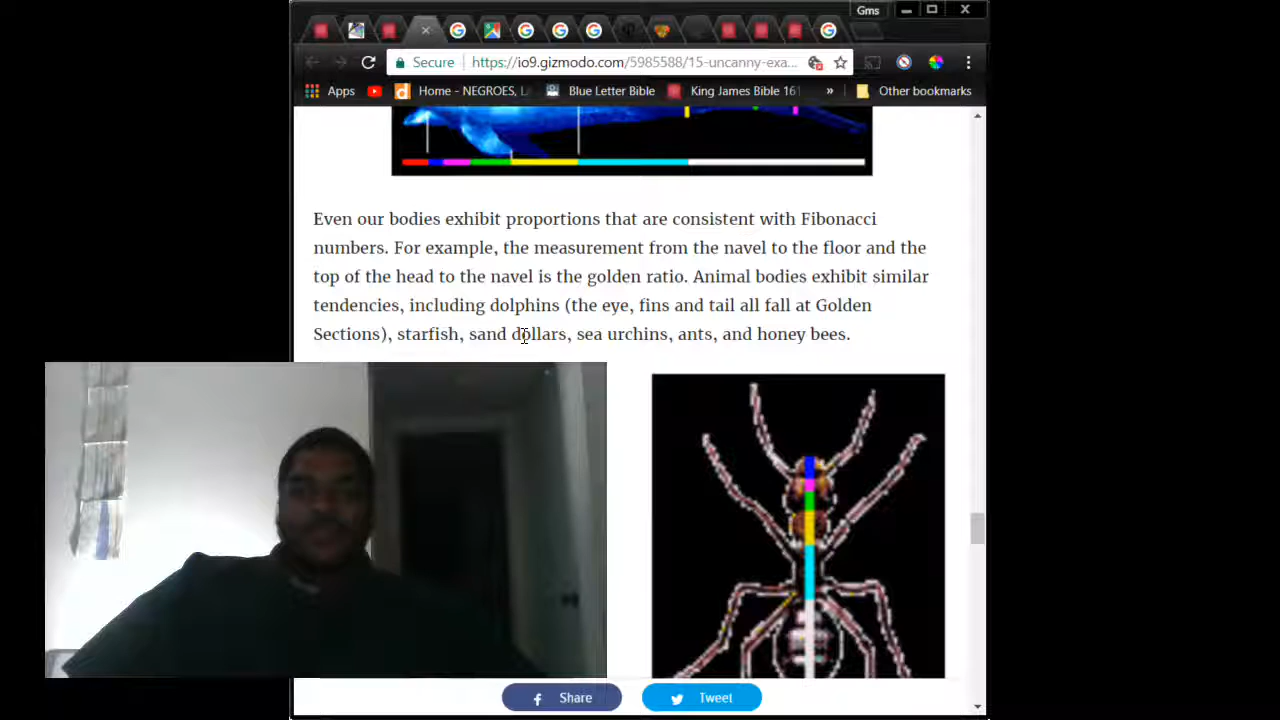 Gms
Secure https://io9.gizmodo.com/5985588/15-uncanny-exa...
Apps Home - NEGROES, Blue Letter Bible King James Bible 161 » Other bookmarks
Even our bodies exhibit proportions that are consistent with Fibonacci
numbers. For example, the measurement from the navel to the floor and the
top of the head to the navel is the golden ratio. Animal bodies exhibit similar
tendencies, including dolphins (the eye, fins and tail all fall at Golden
Sections), starfish, sand dollars, sea urchins, ants, and honey bees.
Share Tweet